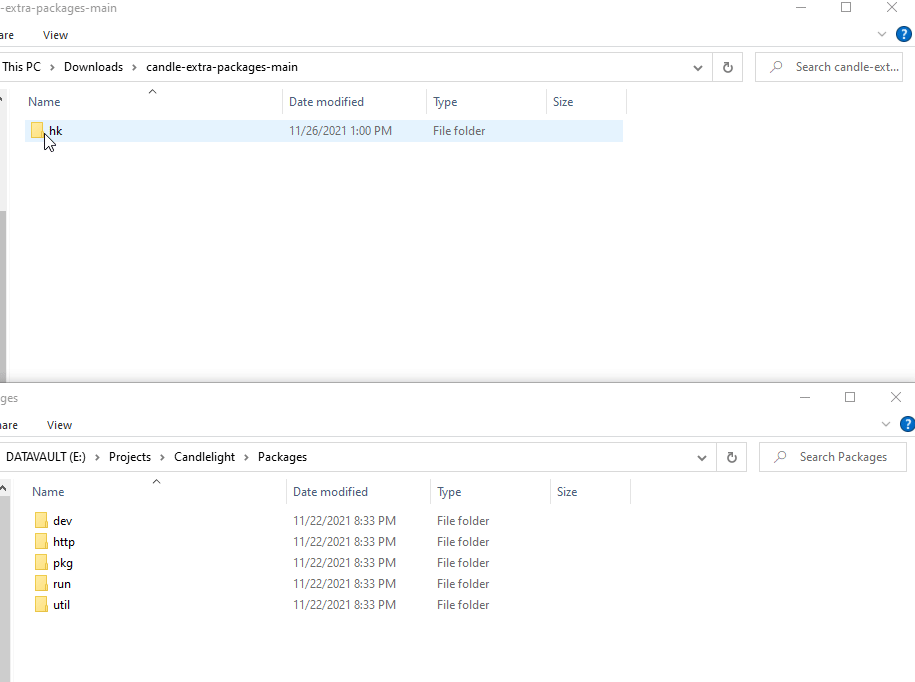 -extra-packages-main
are View
?
This PC > Downloads > candle-extra-packages-main
Search candle-ext...
Name Date modified Type Size
hk 11/26/2021 1:00 PM File folder
ges
are View
?
DATAVAULT (E:) > Projects > Candlelight > Packages
Search Packages
Name Date modified Type Size
dev 11/22/2021 8:33 PM File folder
http 11/22/2021 8:33 PM File folder
pkg 11/22/2021 8:33 PM File folder
run 11/22/2021 8:33 PM File folder
util 11/22/2021 8:33 PM File folder